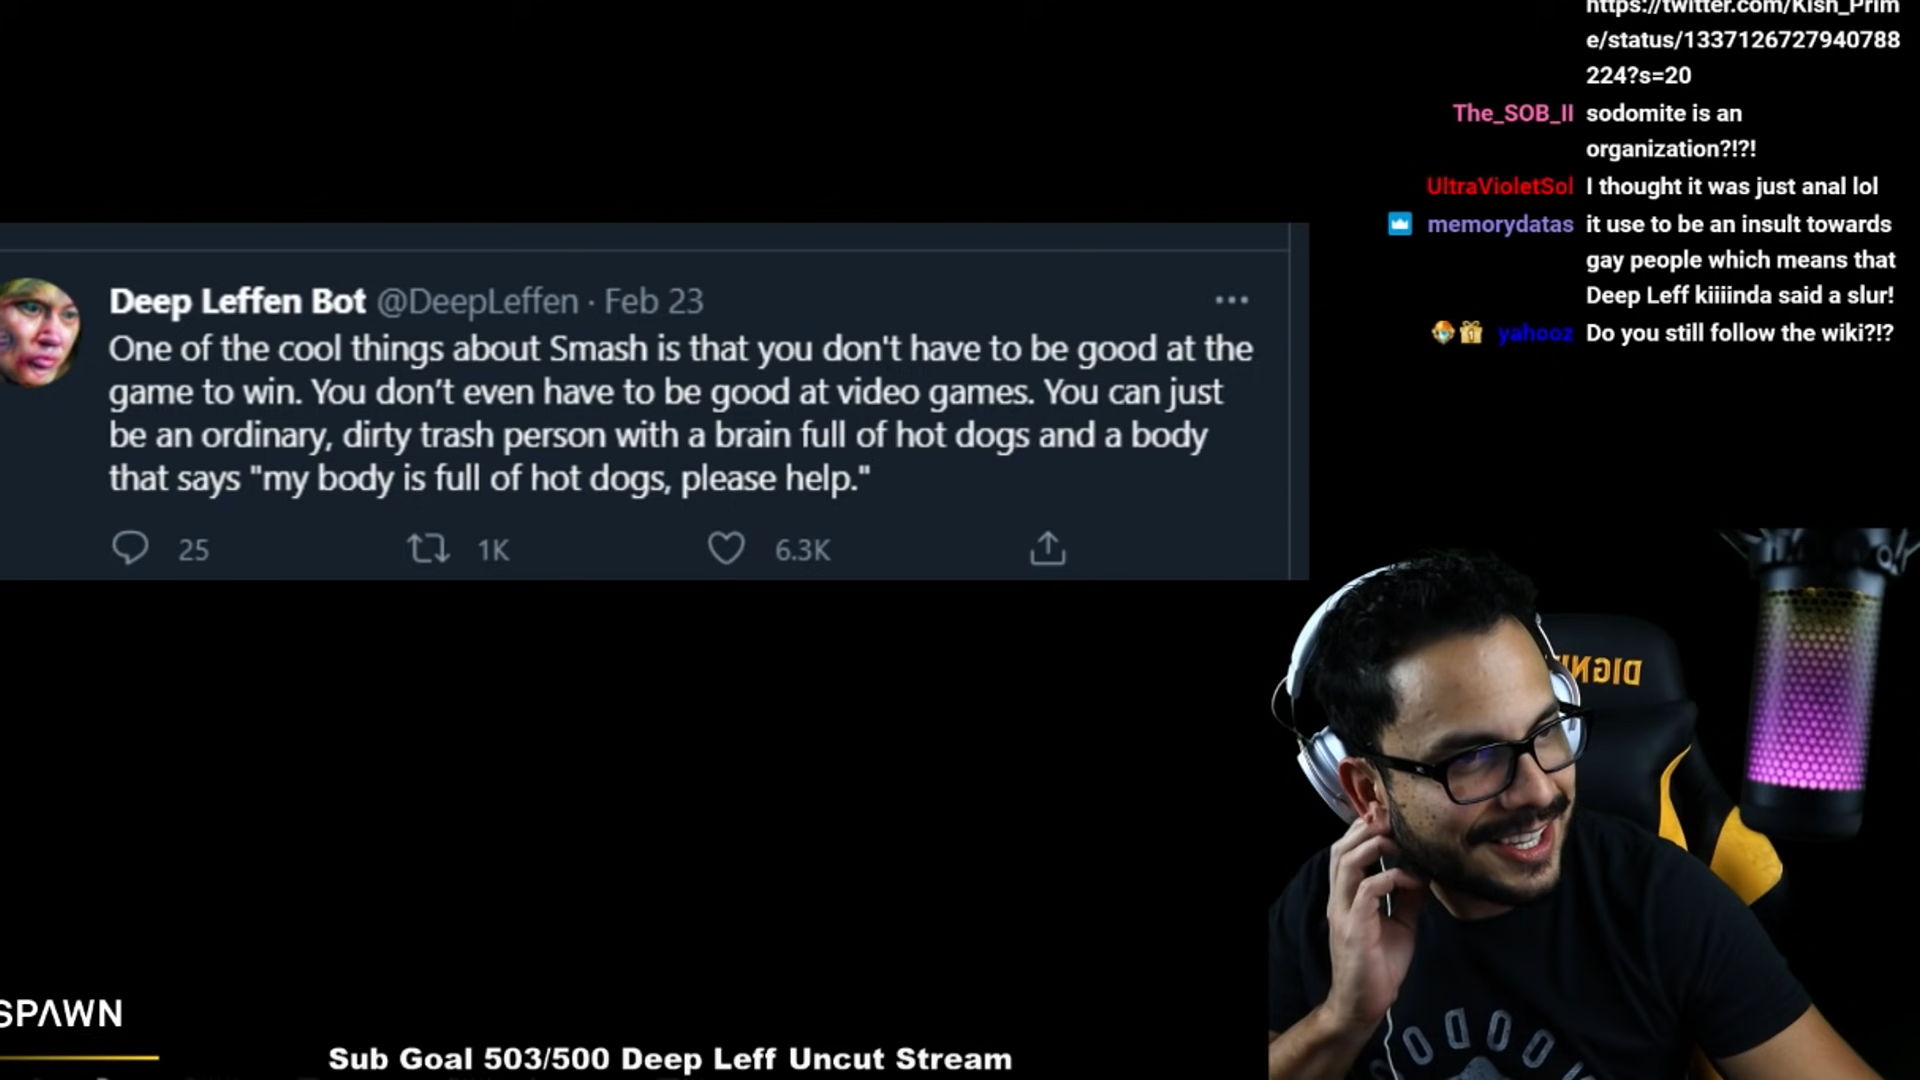 https://twitter.com/Kish_Prim
e/status/1337126727940788
224?s=20
The_SOB_II sodomite is an
organization?!?!
UltraVioletSol I thought it was just anal lol
memorydatas it use to be an insult towards
gay people which means that
Deep Leff kiiiinda said a slur!
yahooz Do you still follow the wiki?!?
Deep Leffen Bot @DeepLeffen · Feb 23
One of the cool things about Smash is that you don't have to be good at the
game to win. You don’t even have to be good at video games. You can just
be an ordinary, dirty trash person with a brain full of hot dogs and a body
that says "my body is full of hot dogs, please help."
25 1K 6.3K
DIGNI
SPAWN
Sub Goal 503/500 Deep Leff Uncut Stream